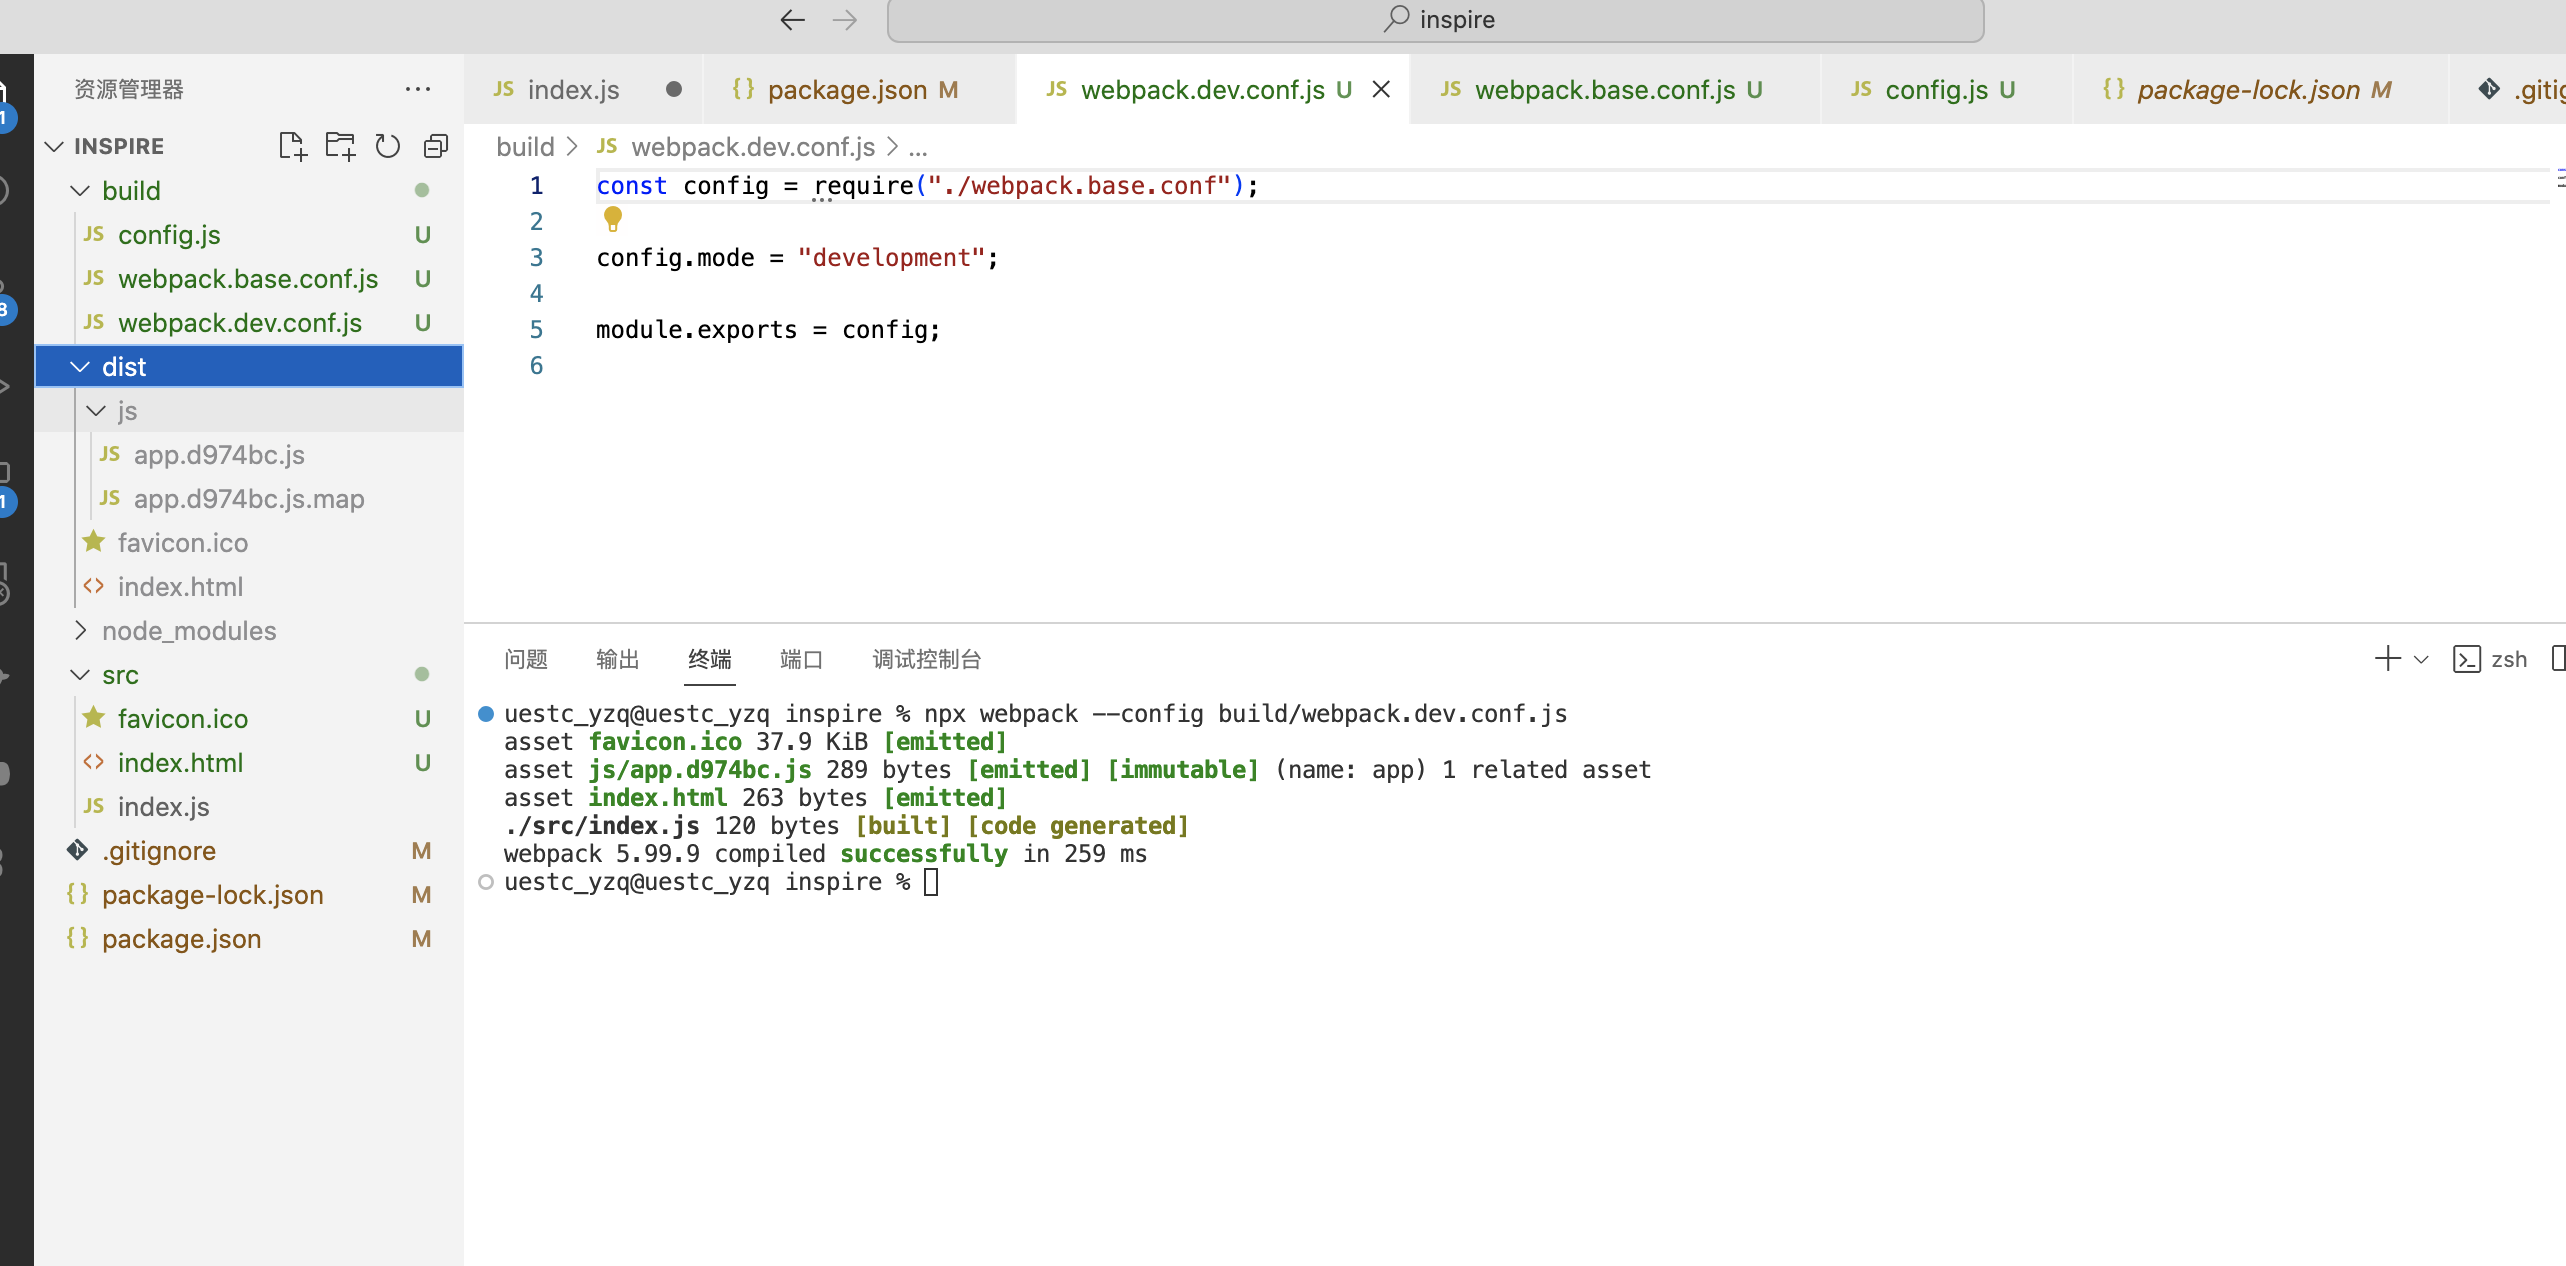 inspire
资源管理器
INSPIRE
build
config.js U
webpack.base.conf.js U
webpack.dev.conf.js U
dist
js
JS app.d974bc.js
JS app.d974bc.js.map
favicon.ico
<> index.html
node_modules
src
favicon.ico U
<> index.html U
JS index.js
.gitignore M
{} package-lock.json M
{} package.json M
JS index.js
{} package.json M
JS webpack.dev.conf.js U
JS webpack.base.conf.js U
JS config.js U
{} package-lock.json M
build > JS webpack.dev.conf.js > ...
1 const config = require("./webpack.base.conf");
2
3 config.mode = "development";
4
5 module.exports = config;
6
问题 输出 终端 端口 调试控制台
zsh
uestc_yzq@uestc_yzq inspire % npx webpack --config build/webpack.dev.conf.js
asset favicon.ico 37.9 KiB [emitted]
asset js/app.d974bc.js 289 bytes [emitted] [immutable] (name: app) 1 related asset
asset index.html 263 bytes [emitted]
./src/index.js 120 bytes [built] [code generated]
webpack 5.99.9 compiled successfully in 259 ms
uestc_yzq@uestc_yzq inspire %